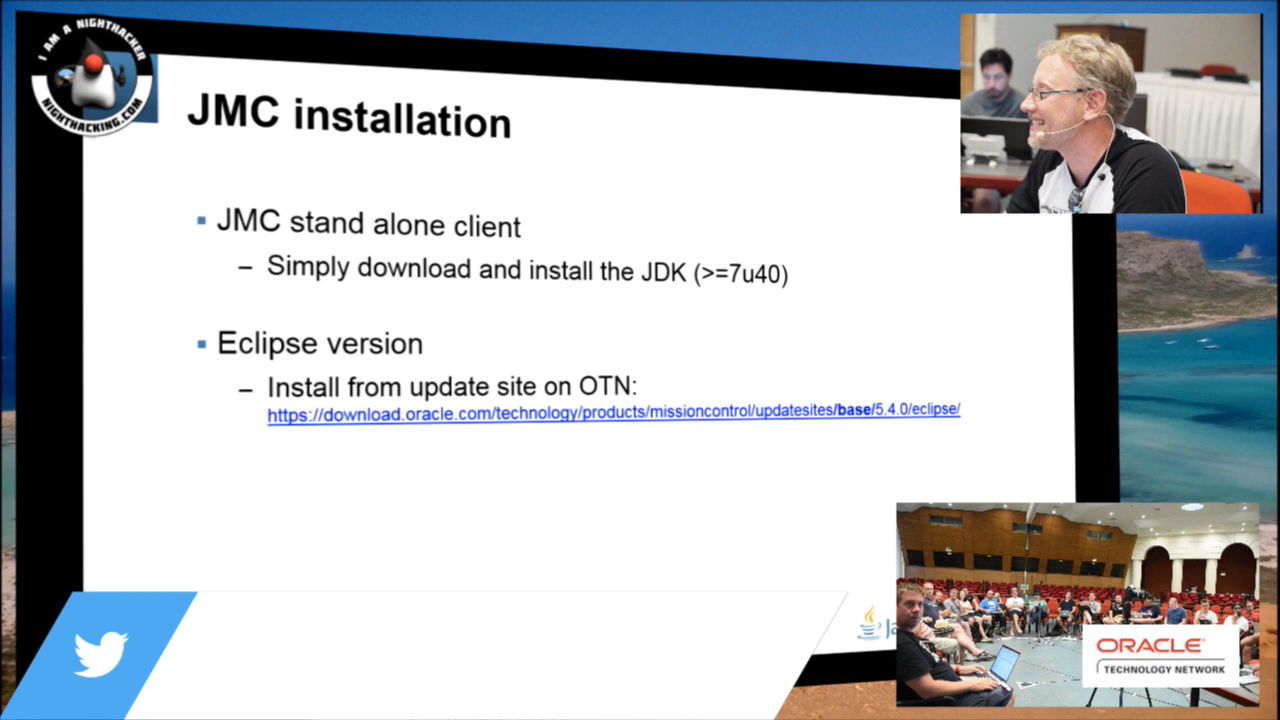 I AM A NIGHTHACKER
NIGHTHACKING.COM
JMC installation
JMC stand alone client
– Simply download and install the JDK (>=7u40)
Eclipse version
– Install from update site on OTN:
https://download.oracle.com/technology/products/missioncontrol/updatesites/base/5.4.0/eclipse/
ORACLE
TECHNOLOGY NETWORK